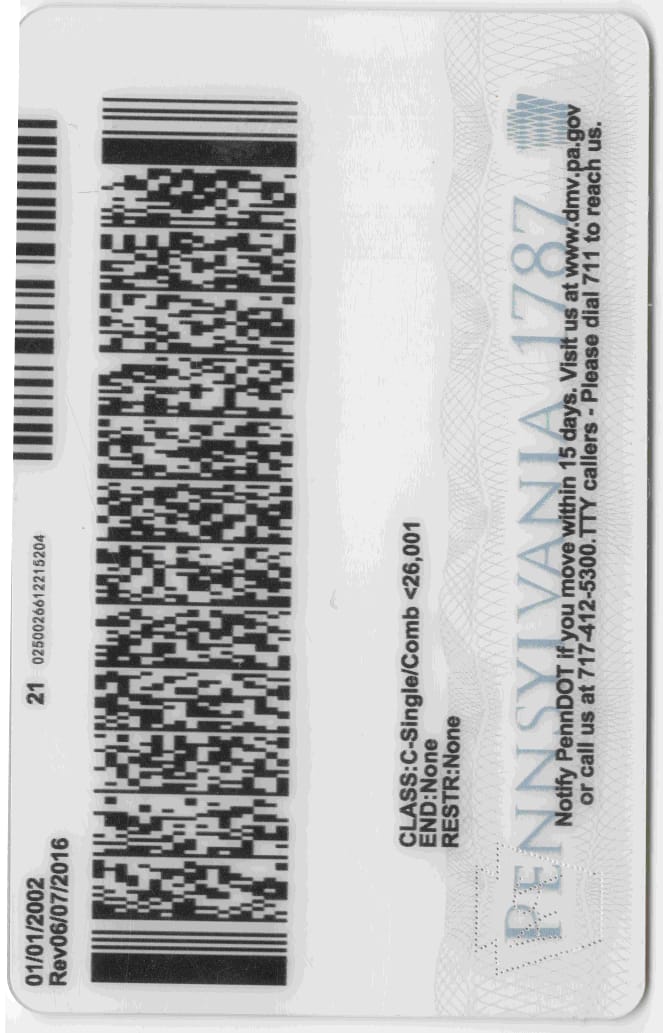 01/01/2002
Rev06/07/2016
21 0250026612215204
CLASS:C-Single/Comb <26,001
END:None
RESTR:None
PENNSYLVANIA 1787
Notify PennDOT if you move within 15 days. Visit us at www.dmv.pa.gov
or call us at 717-412-5300.TTY callers - Please dial 711 to reach us.